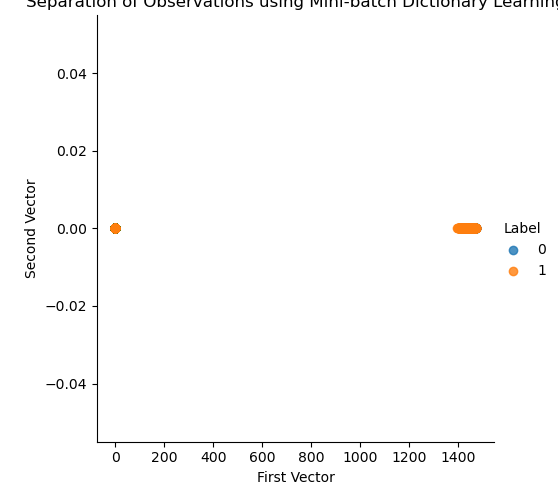 Separation of Observations using Mini-batch Dictionary Learning
0.04
0.02
0.00
−0.02
−0.04
Second Vector
0 200 400 600 800 1000 1200 1400
First Vector
Label
0
1